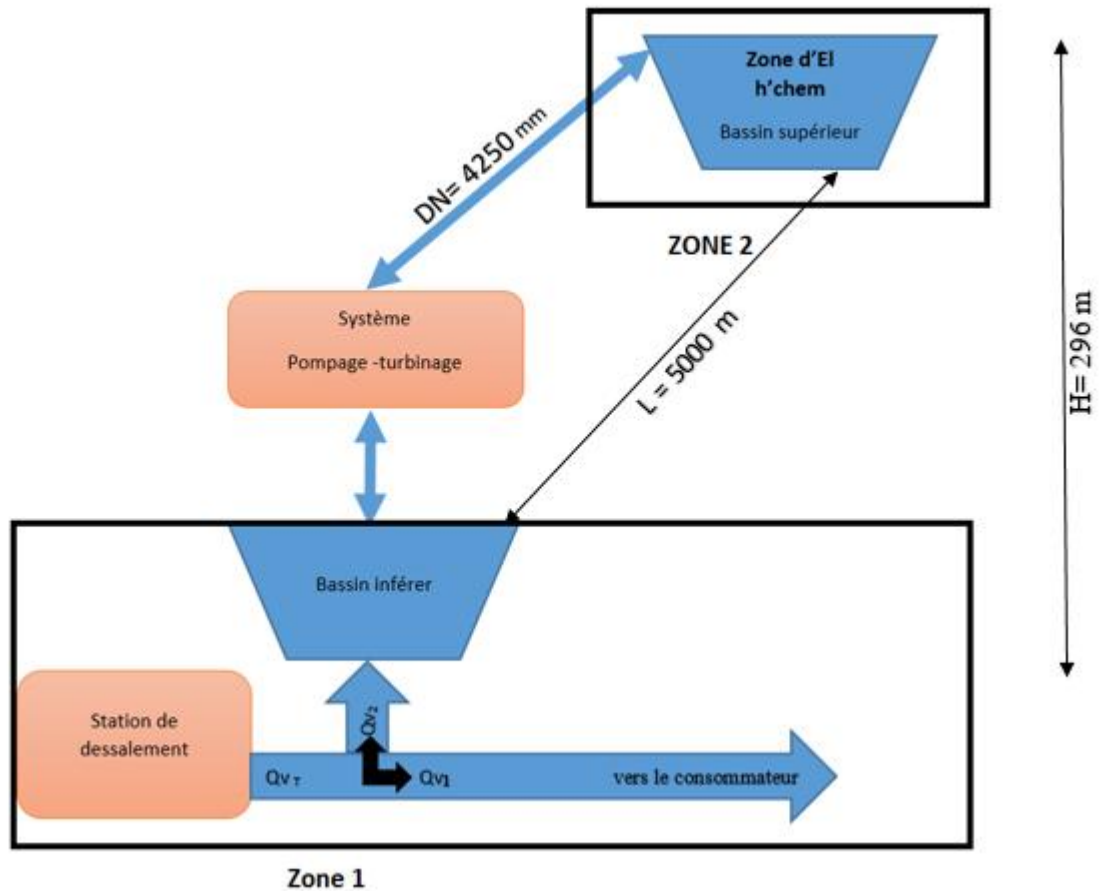 Zone d'El
h'chem
Bassin supérieur
DN= 4250 mm
ZONE 2
Système
Pompage -turbinage
L = 5000 m
H= 296 m
Bassin inférer
Station de
dessalement
Qv₂
Qv T
Qv1
vers le consommateur
Zone 1